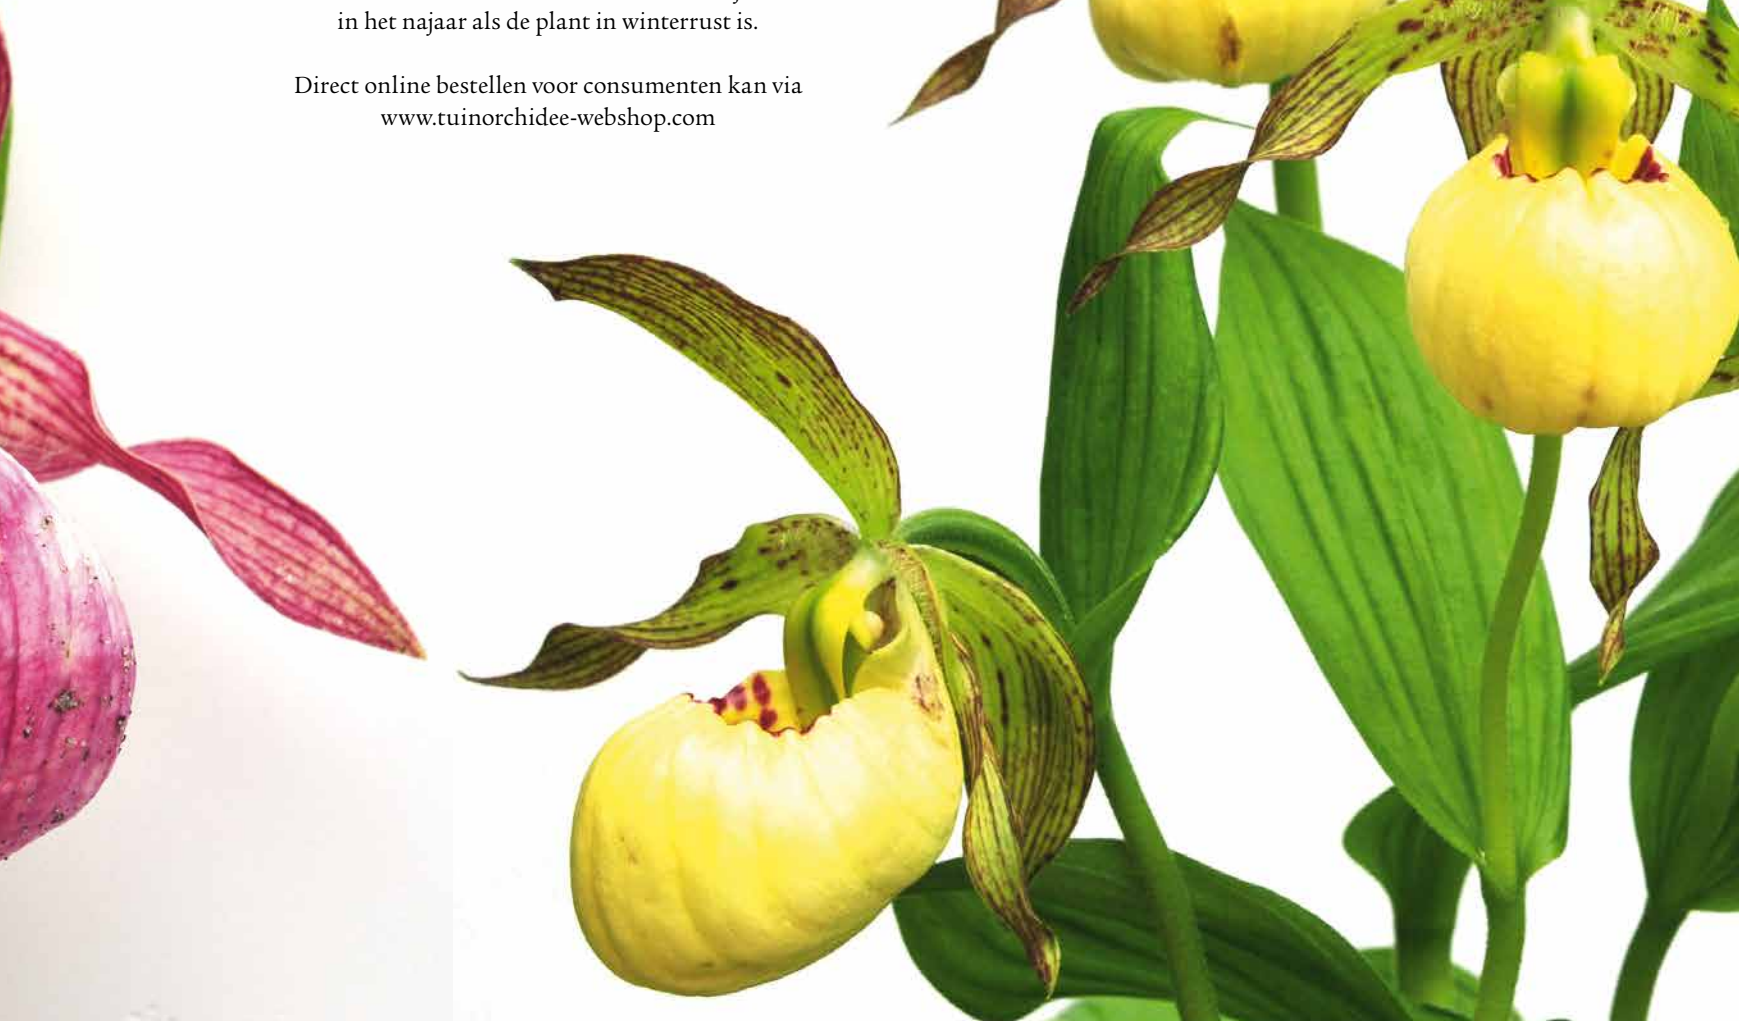 in het najaar als de plant in winterrust is.
Direct online bestellen voor consumenten kan via
www.tuinorchidee-webshop.com